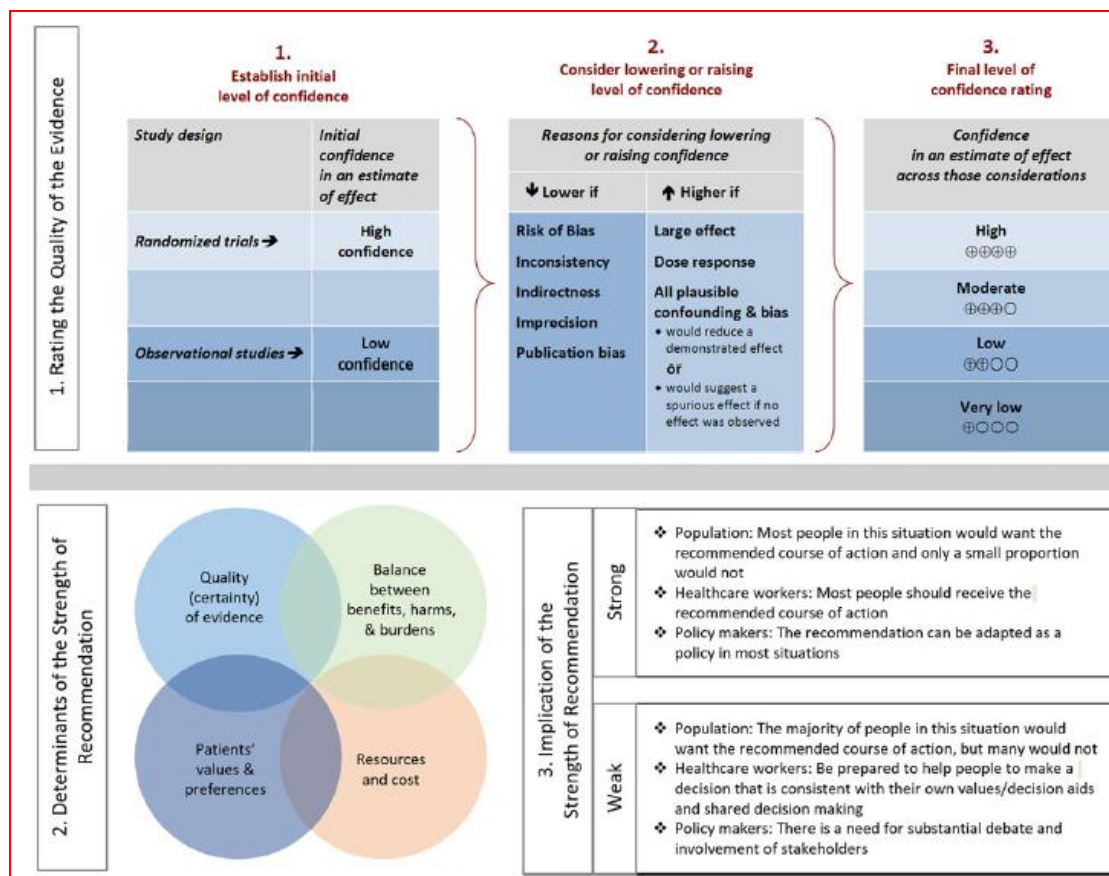 1. Rating the Quality of the Evidence
1.
Establish initial
level of confidence
Study design
Initial
confidence
in an estimate
of effect
Randomized trials ➔
High
confidence
Observational studies ➔
Low
confidence
2.
Consider lowering or raising
level of confidence
Reasons for considering lowering
or raising confidence
🡇 Lower if
🡅 Higher if
Risk of Bias
Inconsistency
Indirectness
Imprecision
Publication bias
Large effect
Dose response
All plausible
confounding & bias
• would reduce a
demonstrated effect
or
• would suggest a
spurious effect if no
effect was observed
3.
Final level of
confidence rating
Confidence
in an estimate of effect
across those considerations
High
⊕⊕⊕⊕
Moderate
⊕⊕⊕○
Low
⊕⊕○○
Very low
⊕○○○
2. Determinants of the Strength of
Recommendation
Quality
(certainty)
of evidence
Balance
between
benefits, harms,
& burdens
Patients'
values &
preferences
Resources
and cost
3. Implication of the
Strength of Recommendation
Strong
❖ Population: Most people in this situation would want the
recommended course of action and only a small proportion
would not
❖ Healthcare workers: Most people should receive the
recommended course of action
❖ Policy makers: The recommendation can be adapted as a
policy in most situations
Weak
❖ Population: The majority of people in this situation would
want the recommended course of action, but many would not
❖ Healthcare workers: Be prepared to help people to make a
decision that is consistent with their own values/decision aids
and shared decision making
❖ Policy makers: There is a need for substantial debate and
involvement of stakeholders